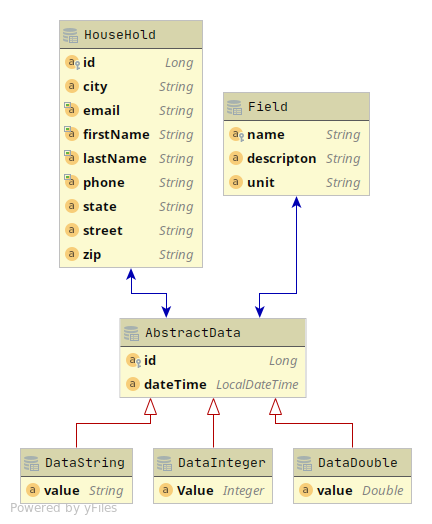 HouseHold
a id Long
a city String
a email String
a firstName String
a lastName String
a phone String
a state String
a street String
a zip String
Field
a name String
a descripton String
a unit String
AbstractData
a id Long
a dateTime LocalDateTime
DataString
a value String
DataInteger
a Value Integer
DataDouble
a value Double
Powered by yFiles